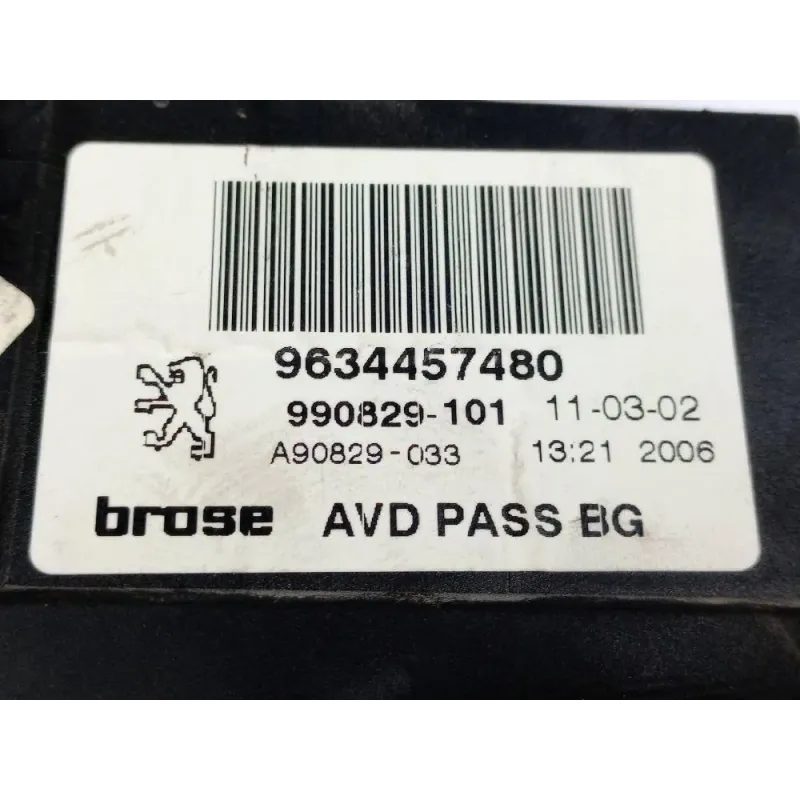 9634457480
990829-101 11-03-02
A90829-033 13:21 2006
brose AVD PASS BG